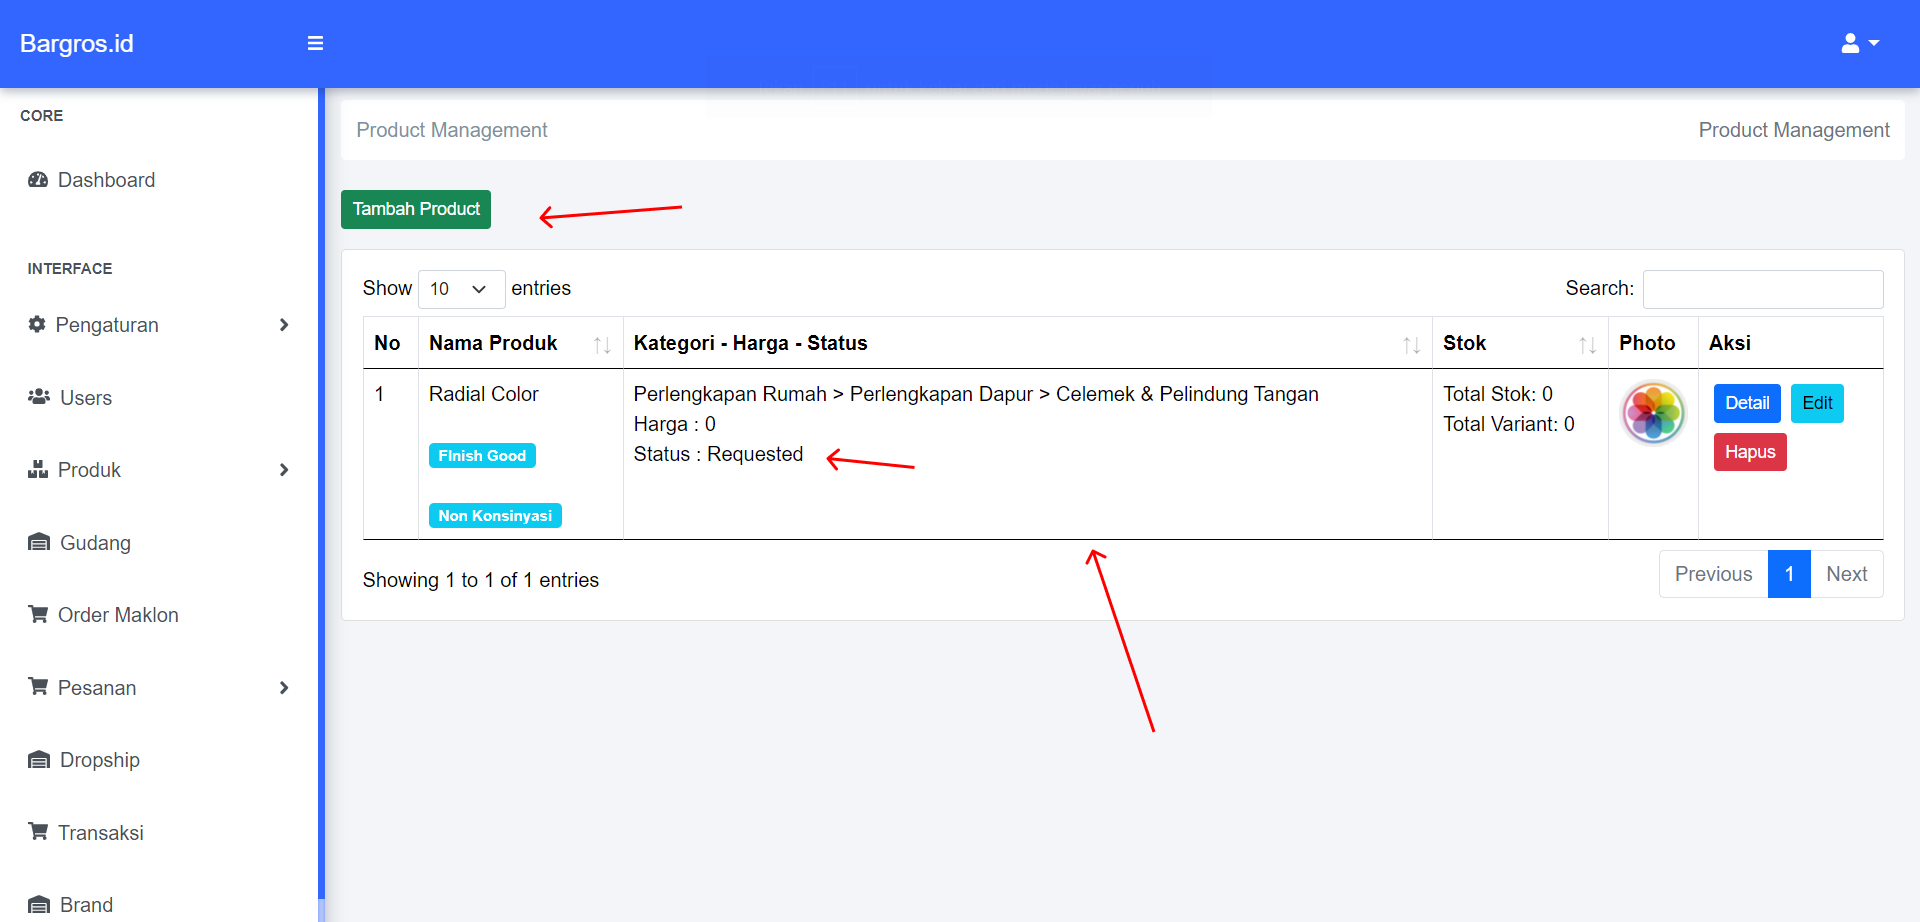 Bargros.id
CORE
Dashboard
INTERFACE
Pengaturan
Users
Produk
Gudang
Order Maklon
Pesanan
Dropship
Transaksi
Brand
Product Management
Product Management
Tambah Product
Show 10 entries
Search:
No Nama Produk Kategori - Harga - Status Stok Photo Aksi
1 Radial Color Perlengkapan Rumah > Perlengkapan Dapur > Celemek & Pelindung Tangan Total Stok: 0 Detail Edit
Harga : 0 Total Variant: 0
FInish Good Status : Requested Hapus
Non Konsinyasi
Showing 1 to 1 of 1 entries
Previous 1 Next